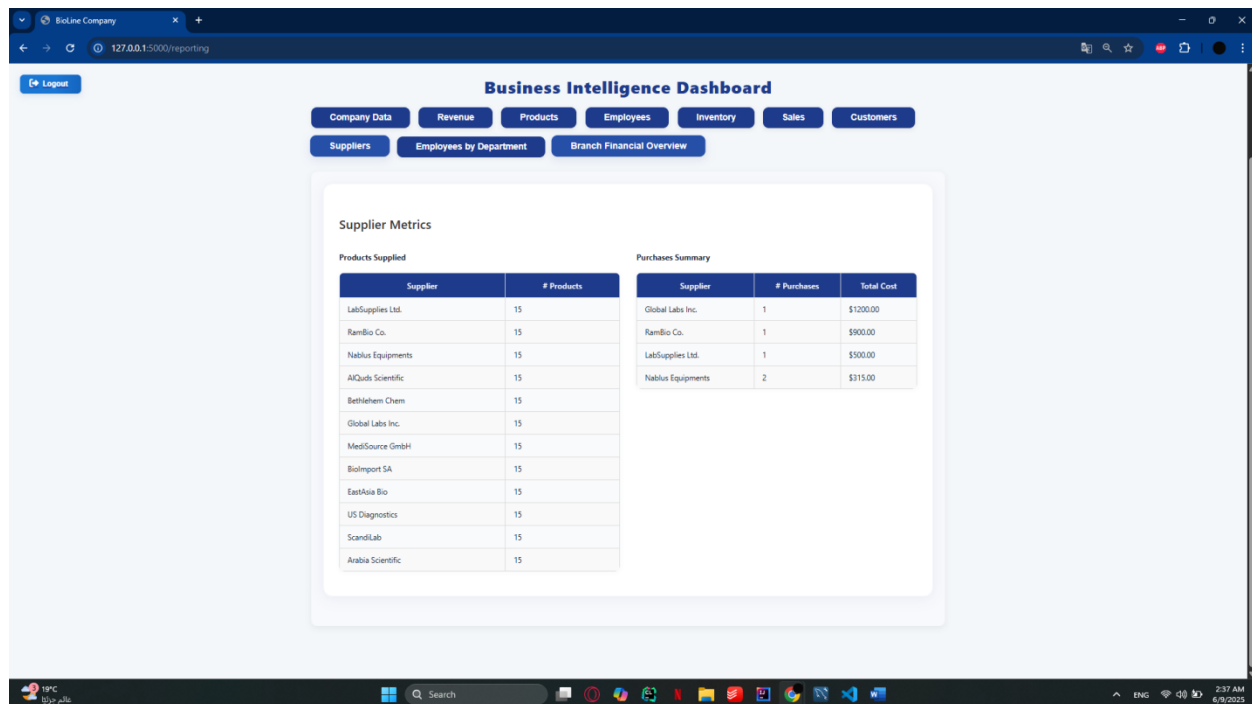 BioLine Company
127.0.0.1:5000/reporting
Logout
Business Intelligence Dashboard
Company Data Revenue Products Employees Inventory Sales Customers
Suppliers Employees by Department Branch Financial Overview
Supplier Metrics
Products Supplied
Supplier # Products
LabSupplies Ltd. 15
RamBio Co. 15
Nablus Equipments 15
AlQuds Scientific 15
Bethlehem Chem 15
Global Labs Inc. 15
MediSource GmbH 15
BioImport SA 15
EastAsia Bio 15
US Diagnostics 15
ScandiLab 15
Arabia Scientific 15
Purchases Summary
Supplier # Purchases Total Cost
Global Labs Inc. 1 $1200.00
RamBio Co. 1 $900.00
LabSupplies Ltd. 1 $500.00
Nablus Equipments 2 $315.00
3
19°C
غائم جزئيًا
Search
ENG
2:37 AM
6/9/2025